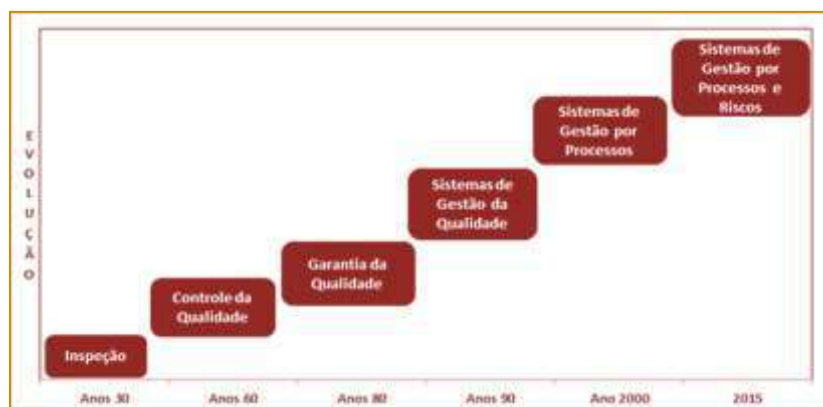 Sistemas de
Gestão por
Processos e
Riscos
Sistemas de
Gestão por
Processos
Sistemas de
Gestão da
Qualidade
Garantia da
Qualidade
Controle da
Qualidade
Inspeção
EVOLUÇÃO
Anos 30 Anos 60 Anos 80 Anos 90 Ano 2000 2015